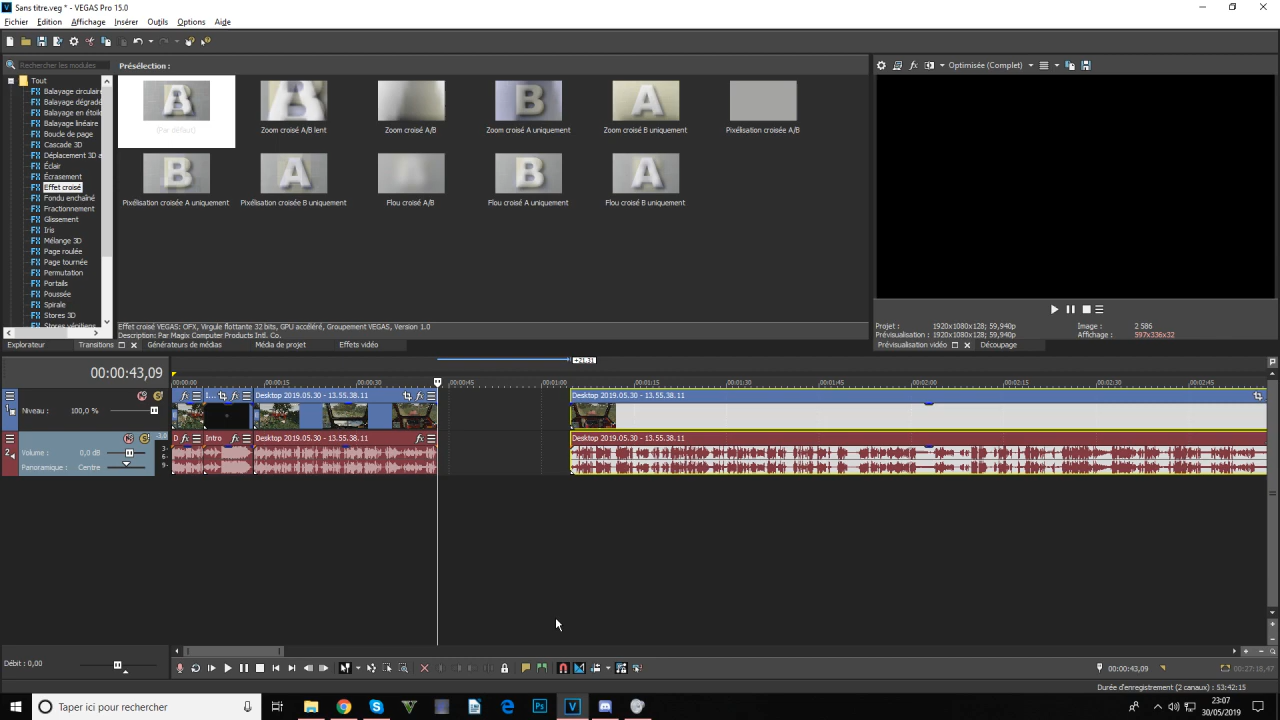 Sans titre.veg * - VEGAS Pro 15.0
Fichier Edition Affichage Insérer Outils Options Aide
Rechercher les modules
Présélection :
Optimisée (Complet)
Tout
Balayage circulair
Balayage dégradé
Balayage en étoile
Balayage linéaire
Boucle de page
Cascade 3D
Déplacement 3D a
Éclair
Écrasement
Effet croisé
Fondu enchaîné
Fractionnement
Glissement
Iris
Mélange 3D
Page roulée
Page tournée
Permutation
Portails
Poussée
Spirale
Stores 3D
Stores vénitiens
(Par défaut)
Zoom croisé A/B lent
Zoom croisé A/B
Zoom croisé A uniquement
Zoom croisé B uniquement
Pixélisation croisée A/B
Pixélisation croisée A uniquement
Pixélisation croisée B uniquement
Flou croisé A/B
Flou croisé A uniquement
Flou croisé B uniquement
Effet croisé VEGAS: OFX, Virgule flottante 32 bits, GPU accéléré, Groupement VEGAS, Version 1.0
Description: Par Magix Computer Products Intl. Co.
Explorateur Transitions Générateurs de médias Média de projet Effets vidéo
Projet : 1920x1080x128; 59,940p Image : 2 586
Prévisualisation : 1920x1080x128; 59,940p Affichage : 597x336x32
Prévisualisation vidéo Découpage
+21.31
00:00:43,09
00:00:00 00:00:15 00:00:30 00:00:45 00:01:00 00:01:15 00:01:30 00:01:45 00:02:00 00:02:15 00:02:30 00:02:45
I... Desktop 2019.05.30 - 13.55.38.11 Desktop 2019.05.30 - 13.55.38.11
Niveau : 100,0 %
D Intro Desktop 2019.05.30 - 13.55.38.11 Desktop 2019.05.30 - 13.55.38.11
2
Volume : 0,0 dB
Panoramique : Centre
-3,0
3-
6-
9-
Débit : 0,00
00:00:43,09
00:27:18,47
Durée d'enregistrement (2 canaux) : 53:42:15
Taper ici pour rechercher
23:07
30/05/2019